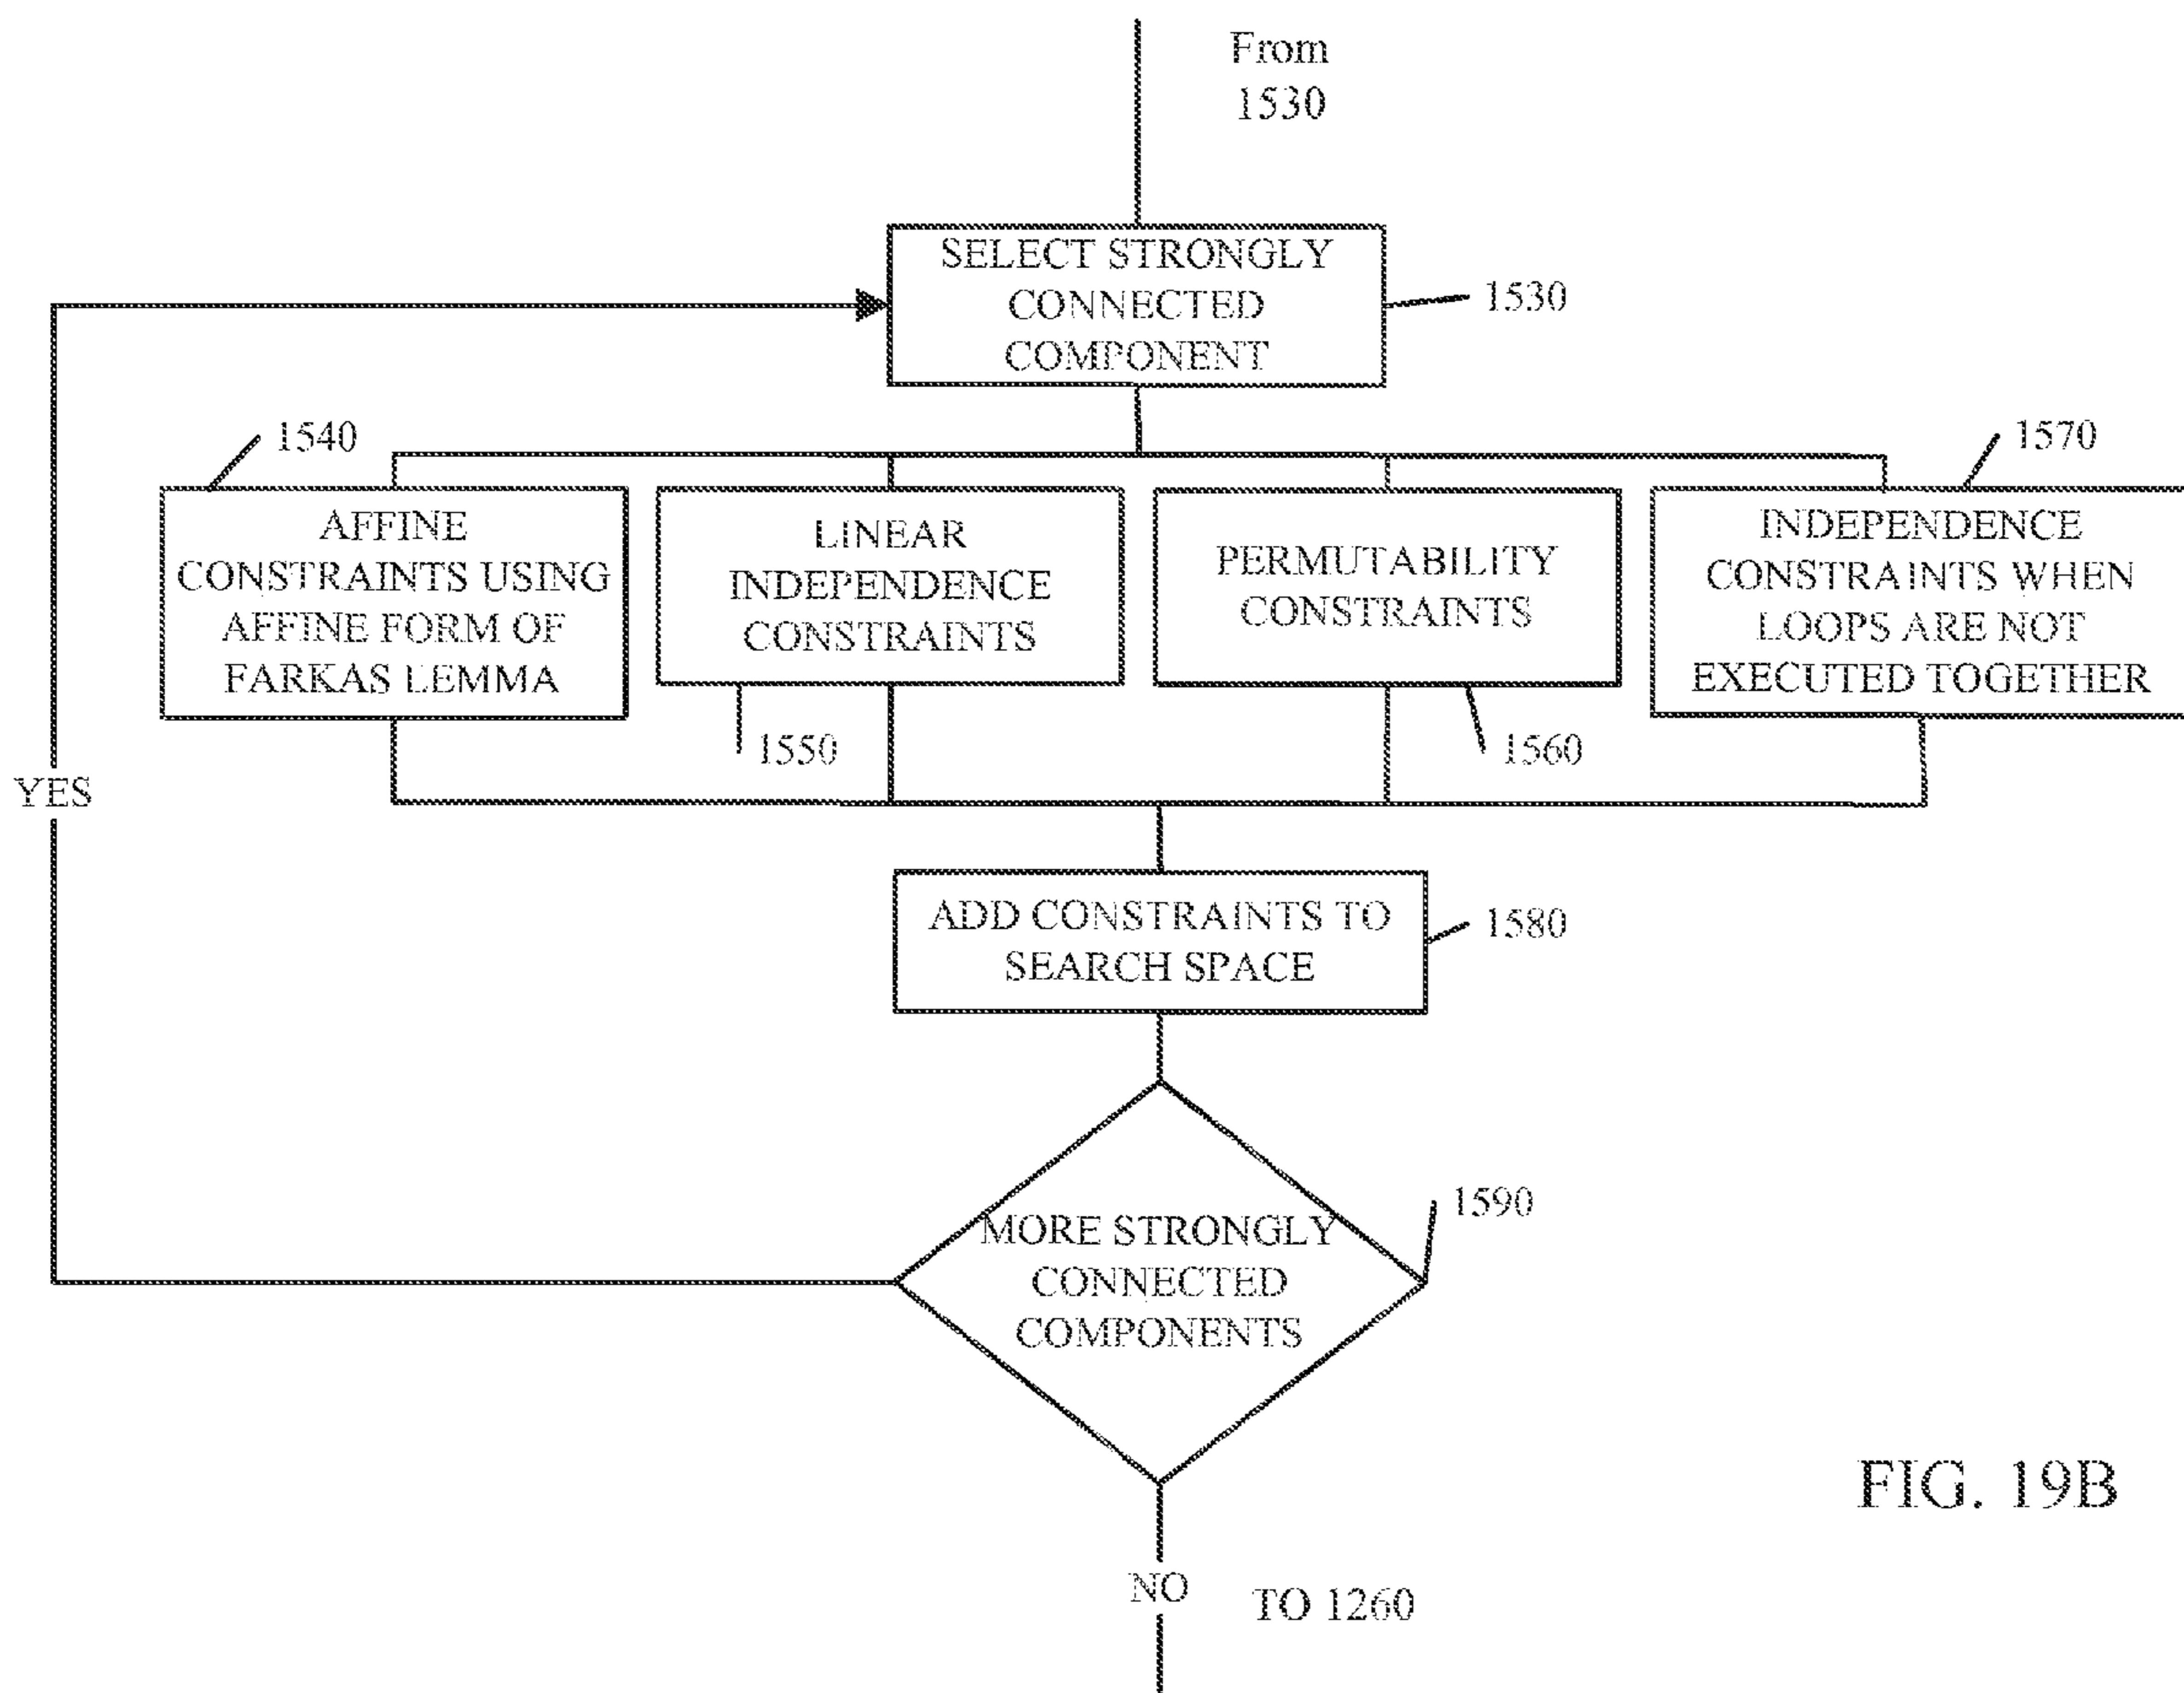 From
1530
SELECT STRONGLY
CONNECTED
COMPONENT
1530
1540
1570
AFFINE
CONSTRAINTS USING
AFFINE FORM OF
FARKAS LEMMA
LINEAR
INDEPENDENCE
CONSTRAINTS
PERMUTABILITY
CONSTRAINTS
INDEPENDENCE
CONSTRAINTS WHEN
LOOPS ARE NOT
EXECUTED TOGETHER
1550
1560
YES
ADD CONSTRAINTS TO
SEARCH SPACE
1580
MORE STRONGLY
CONNECTED
COMPONENTS
1590
NO
TO 1260
FIG. 19B